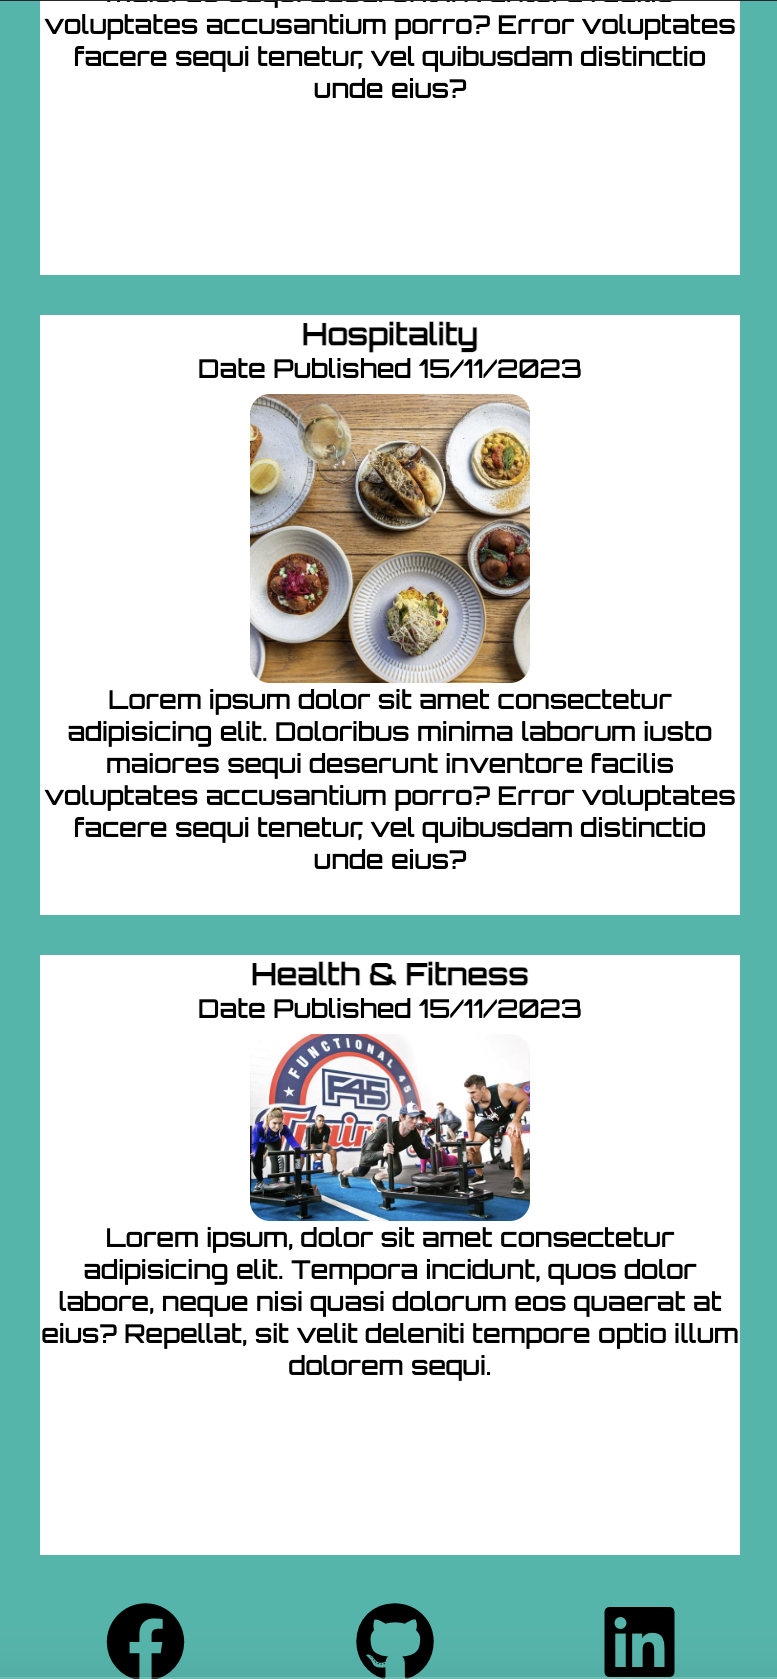 voluptates accusantium porro? Error voluptates
facere sequi tenetur, vel quibusdam distinctio
unde eius?
Hospitality
Date Published 15/11/2023
Lorem ipsum dolor sit amet consectetur
adipisicing elit. Doloribus minima laborum iusto
maiores sequi deserunt inventore facilis
voluptates accusantium porro? Error voluptates
facere sequi tenetur, vel quibusdam distinctio
unde eius?
Health & Fitness
Date Published 15/11/2023
FUNCTIONAL 45
F45
Lorem ipsum, dolor sit amet consectetur
adipisicing elit. Tempora incidunt, quos dolor
labore, neque nisi quasi dolorum eos quaerat at
eius? Repellat, sit velit deleniti tempore optio illum
dolorem sequi.
f
in